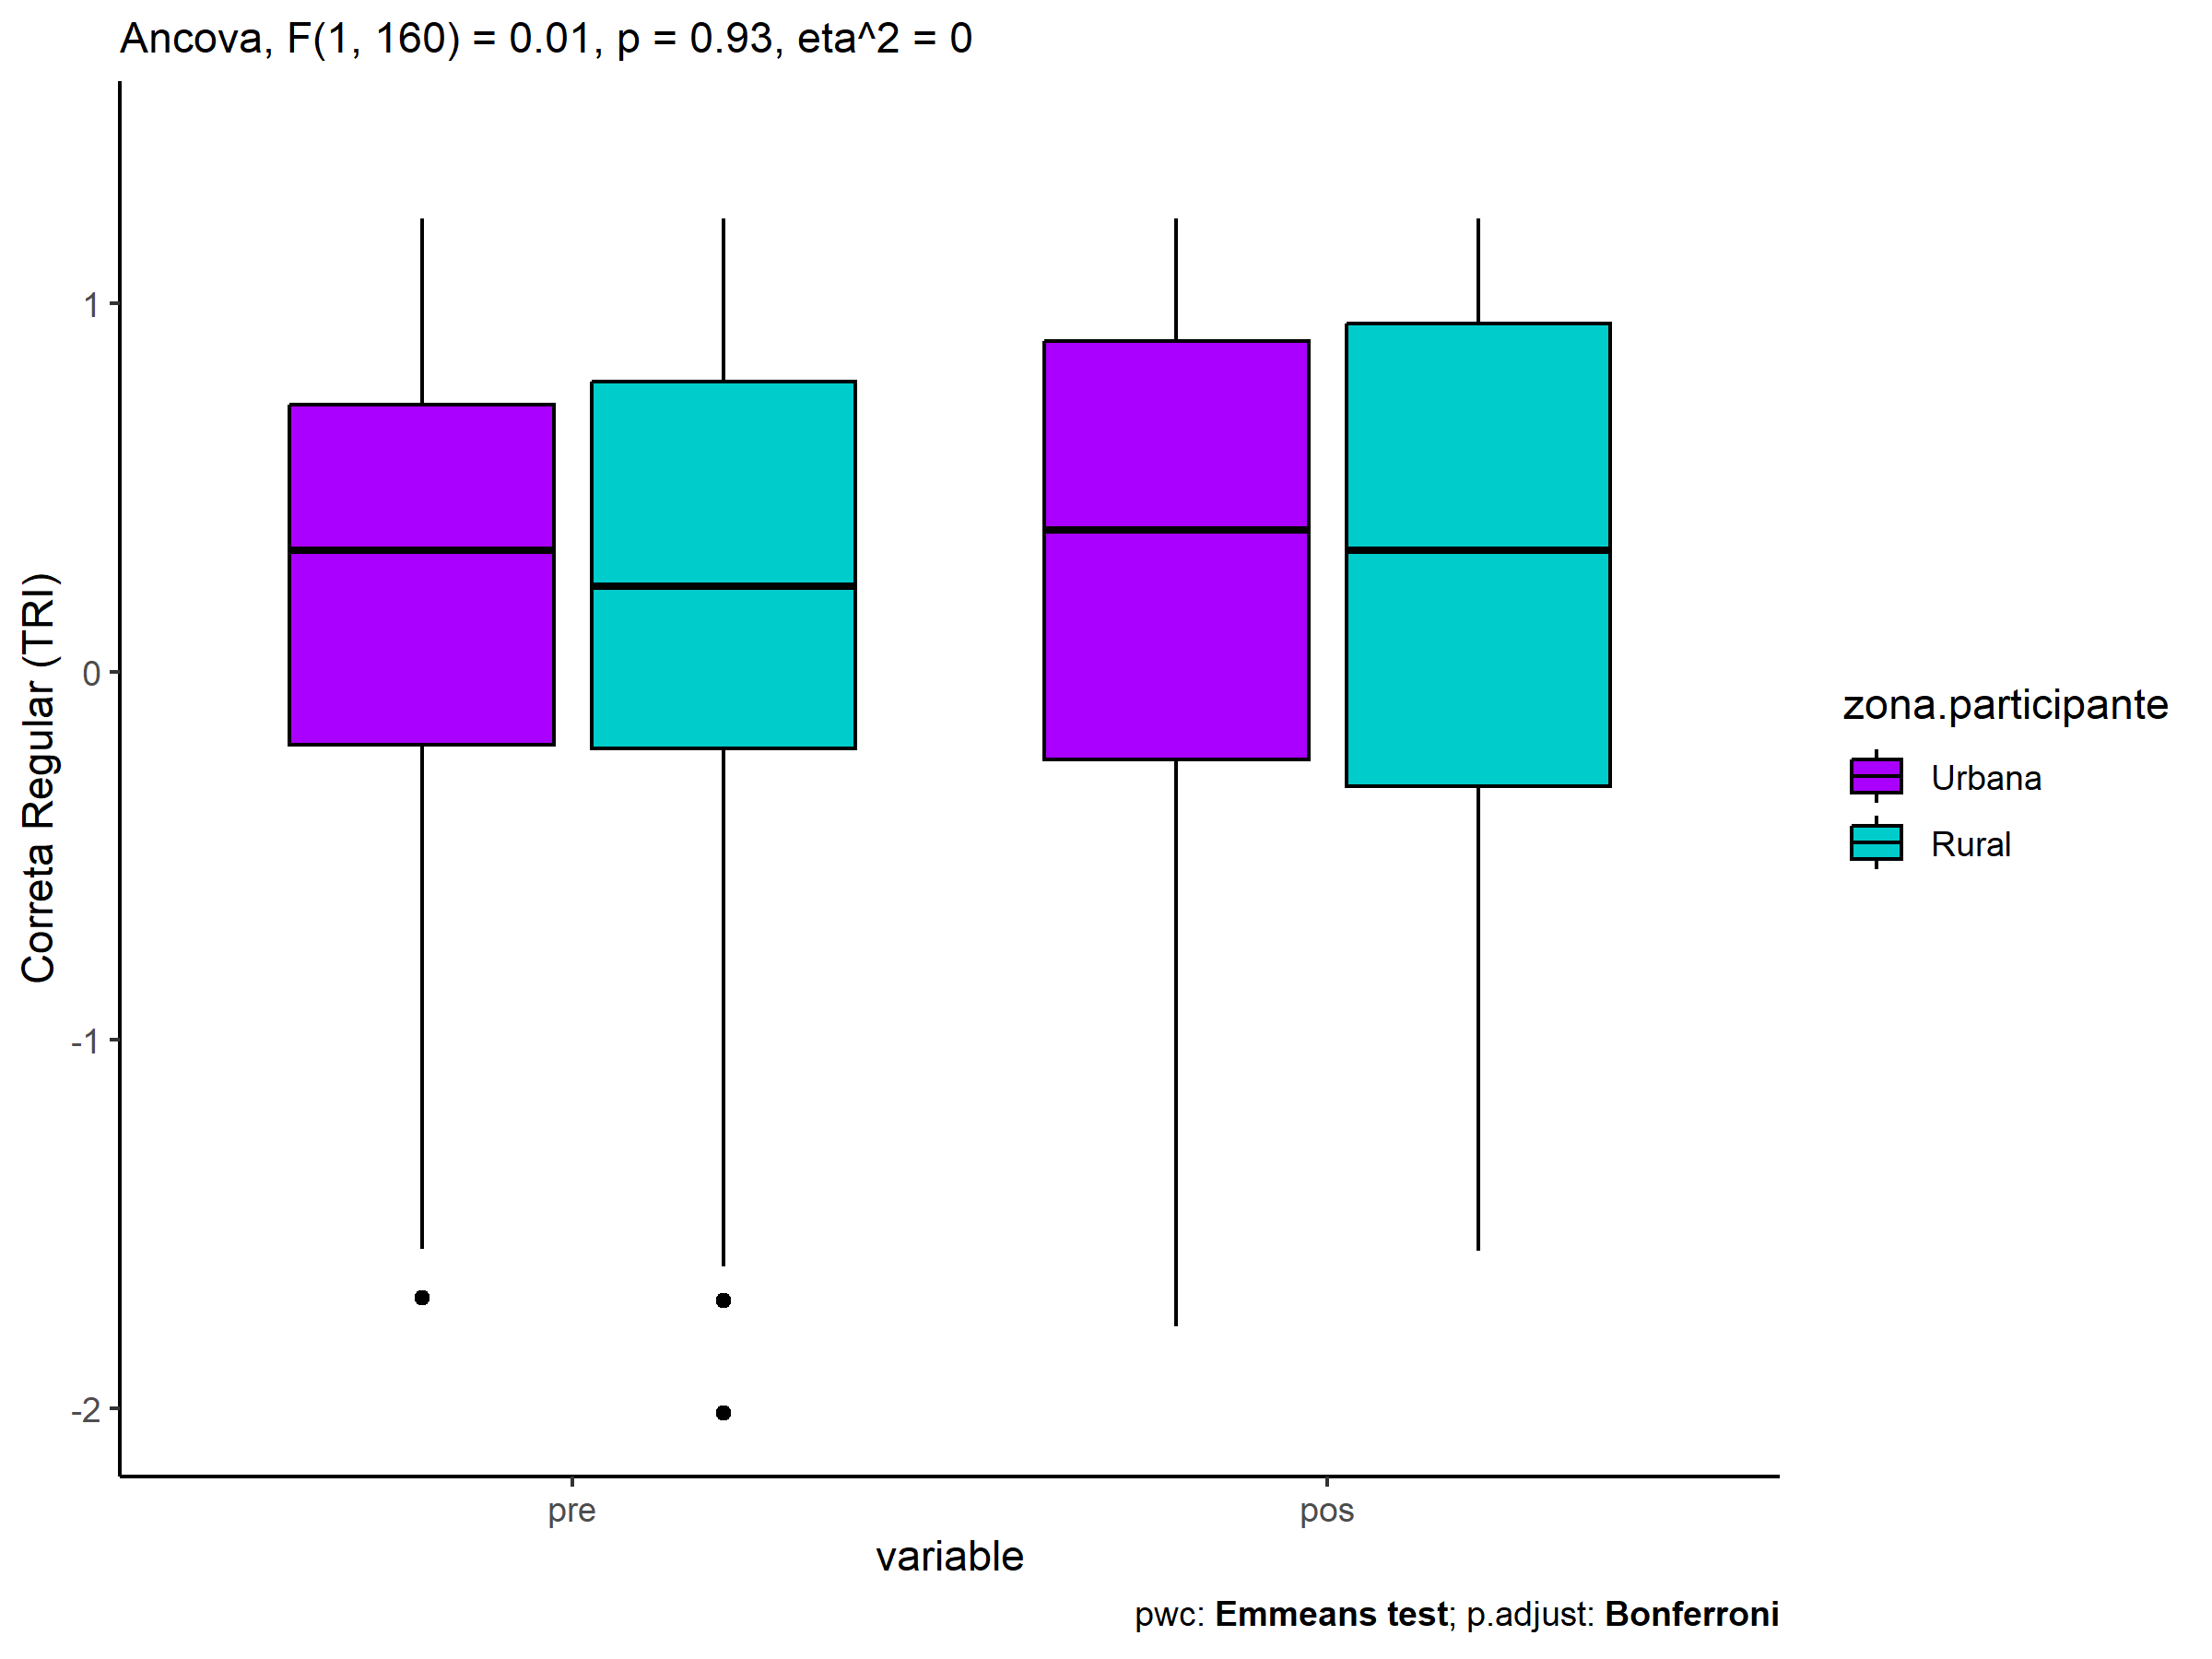 Ancova, F(1, 160) = 0.01, p = 0.93, eta^2 = 0
Correta Regular (TRI)
1
0
-1
-2
pre
pos
variable
zona.participante
Urbana
Rural
pwc: Emmeans test; p.adjust: Bonferroni